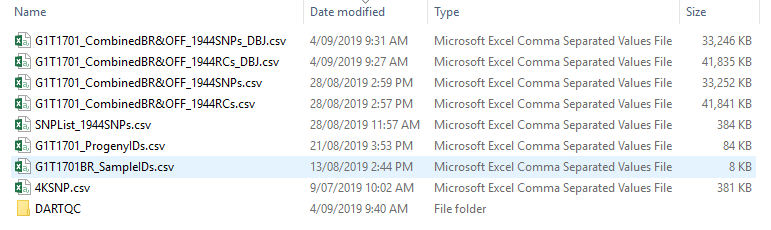 Name Date modified Type Size
G1T1701_CombinedBR&OFF_1944SNPs_DBJ.csv 4/09/2019 9:31 AM Microsoft Excel Comma Separated Values File 33,246 KB
G1T1701_CombinedBR&OFF_1944RCs_DBJ.csv 4/09/2019 9:27 AM Microsoft Excel Comma Separated Values File 41,835 KB
G1T1701_CombinedBR&OFF_1944SNPs.csv 28/08/2019 2:59 PM Microsoft Excel Comma Separated Values File 33,252 KB
G1T1701_CombinedBR&OFF_1944RCs.csv 28/08/2019 2:57 PM Microsoft Excel Comma Separated Values File 41,841 KB
SNPList_1944SNPs.csv 28/08/2019 11:57 AM Microsoft Excel Comma Separated Values File 384 KB
G1T1701_ProgenyIDs.csv 21/08/2019 3:53 PM Microsoft Excel Comma Separated Values File 84 KB
G1T1701BR_SampleIDs.csv 13/08/2019 2:44 PM Microsoft Excel Comma Separated Values File 8 KB
4KSNP.csv 9/07/2019 10:02 AM Microsoft Excel Comma Separated Values File 381 KB
DARTQC 4/09/2019 9:40 AM File folder